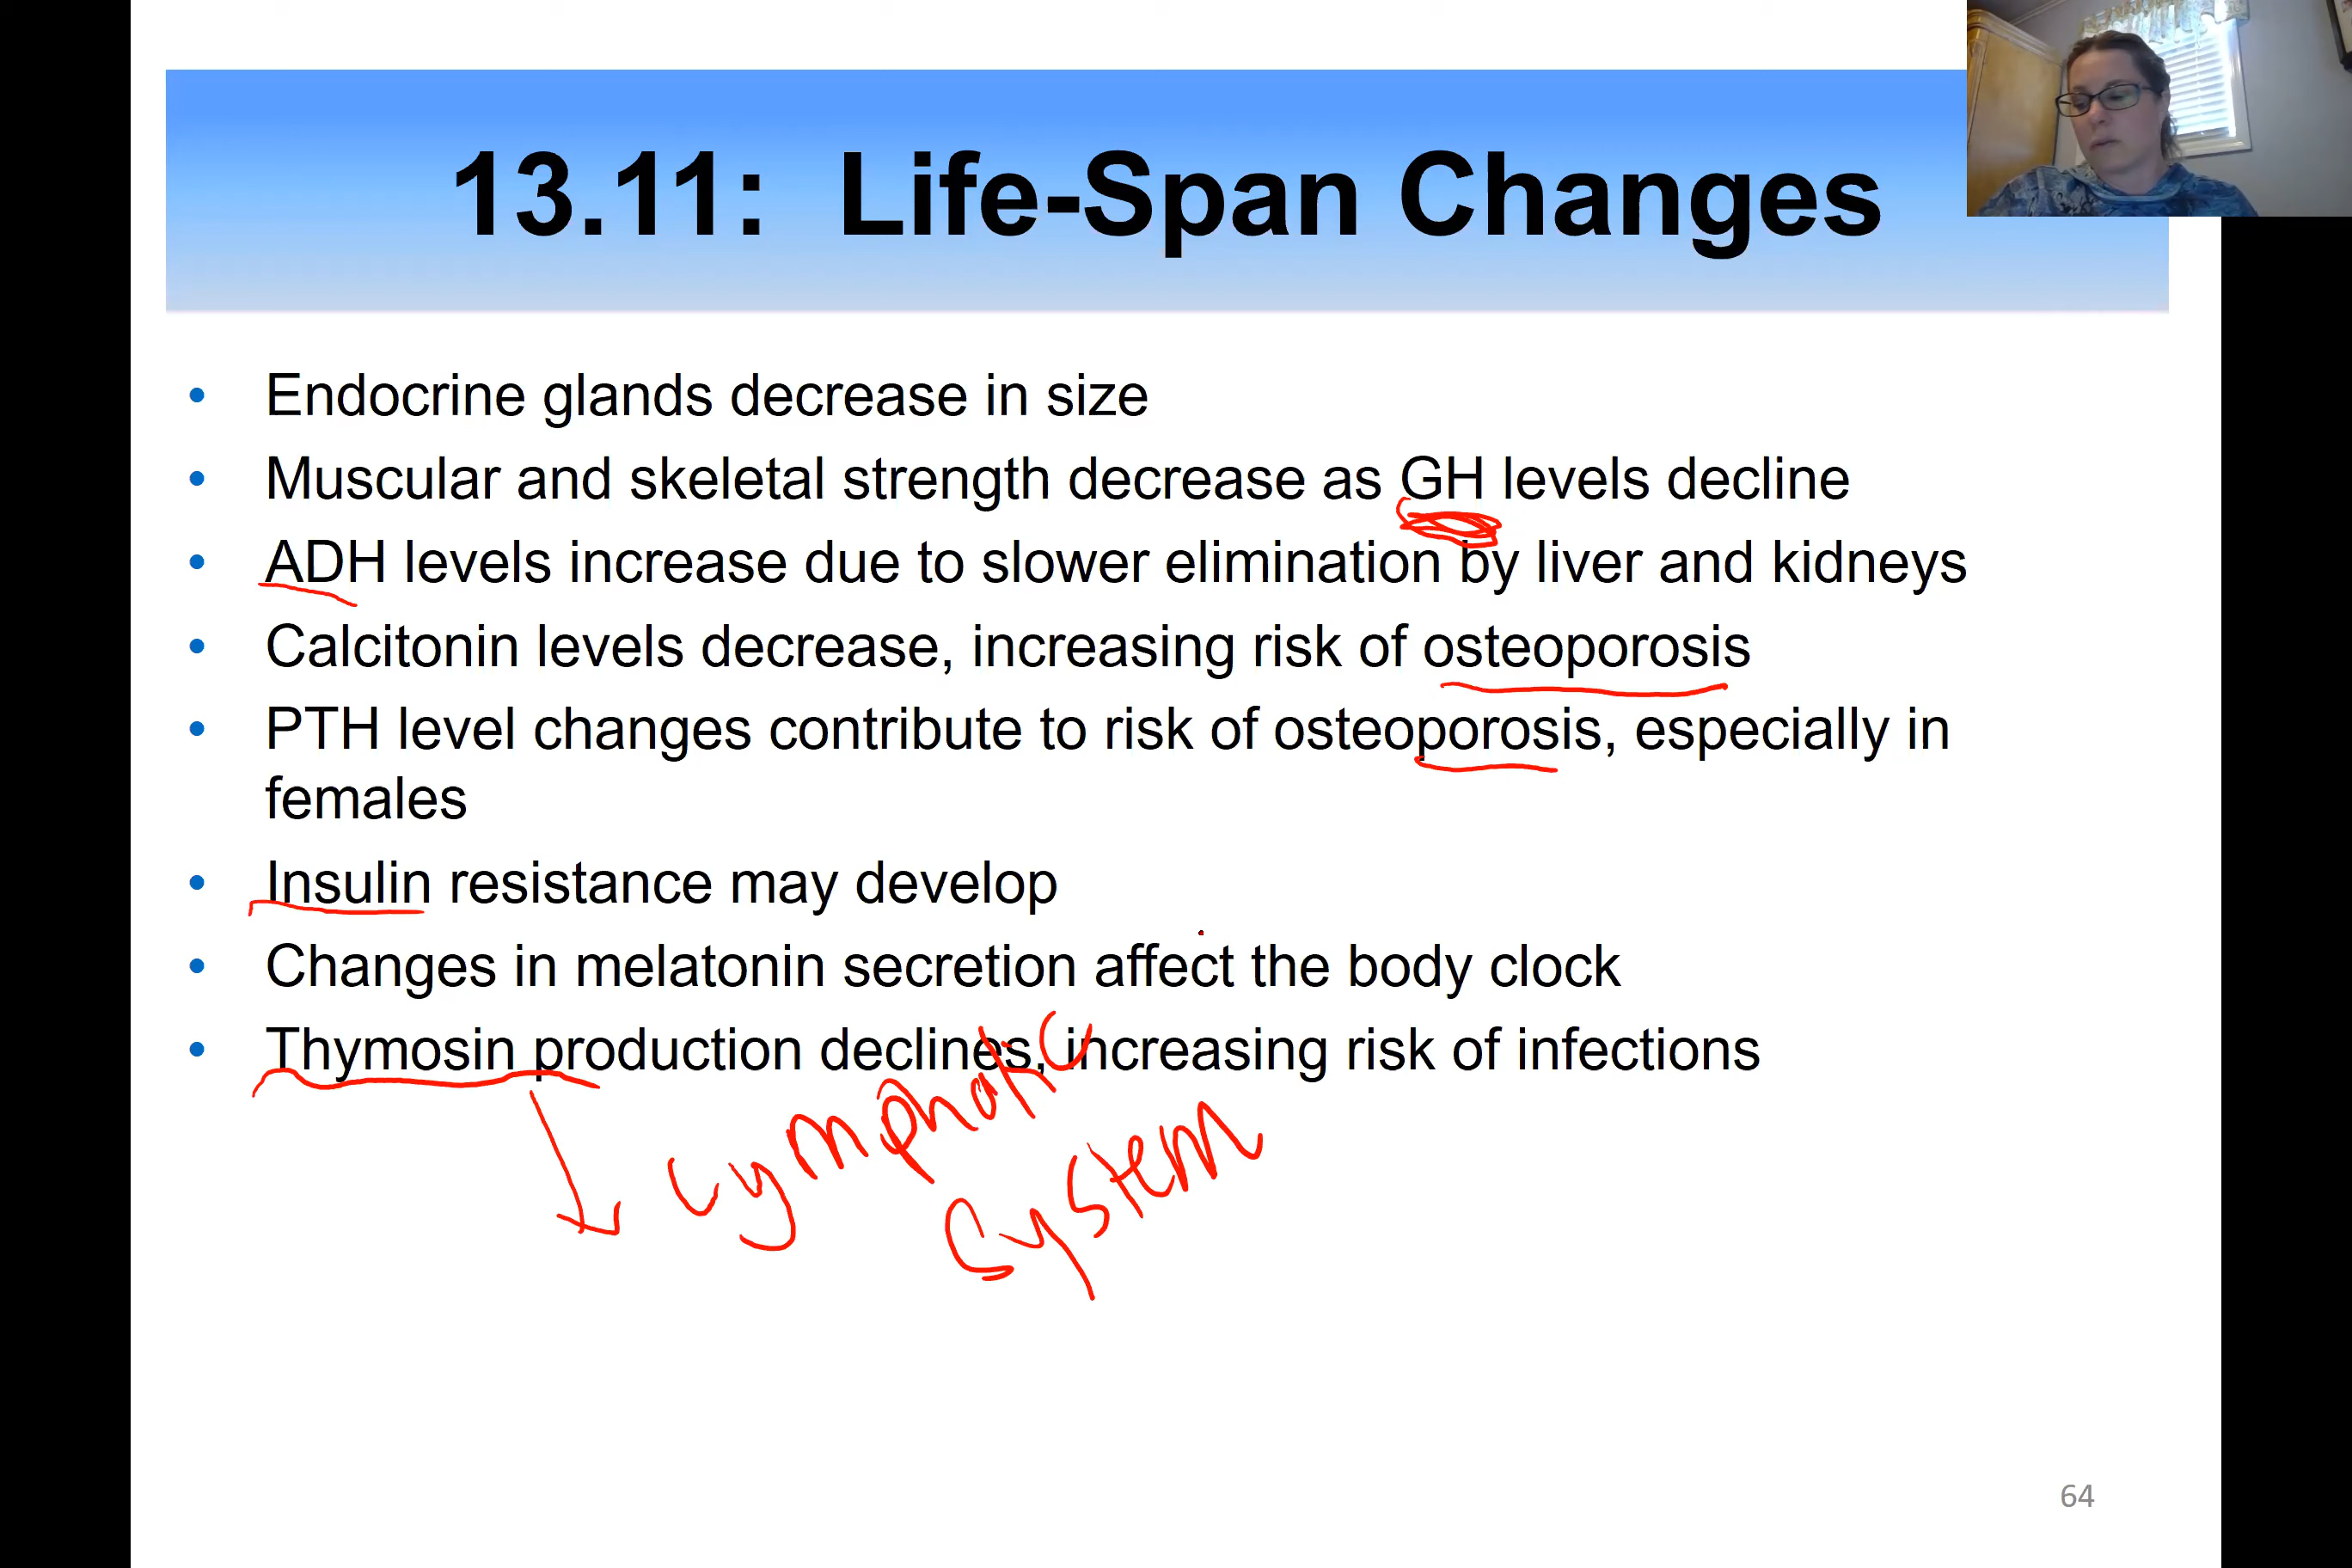 13.11: Life-Span Changes
• Endocrine glands decrease in size
• Muscular and skeletal strength decrease as GH levels decline
• ADH levels increase due to slower elimination by liver and kidneys
• Calcitonin levels decrease, increasing risk of osteoporosis
• PTH level changes contribute to risk of osteoporosis, especially in
females
• Insulin resistance may develop
• Changes in melatonin secretion affect the body clock
• Thymosin production declines, increasing risk of infections
Lymphatic
System
64